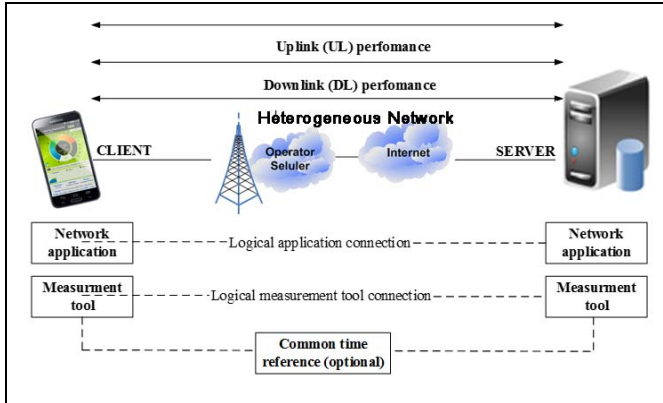 Uplink (UL) perfomance
Downlink (DL) perfomance
Heterogeneous Network
CLIENT
Operator
Seluler
Internet
SERVER
Network
application
Logical application connection
Network
application
Measurment
tool
Logical measurement tool connection
Measurment
tool
Common time
reference (optional)